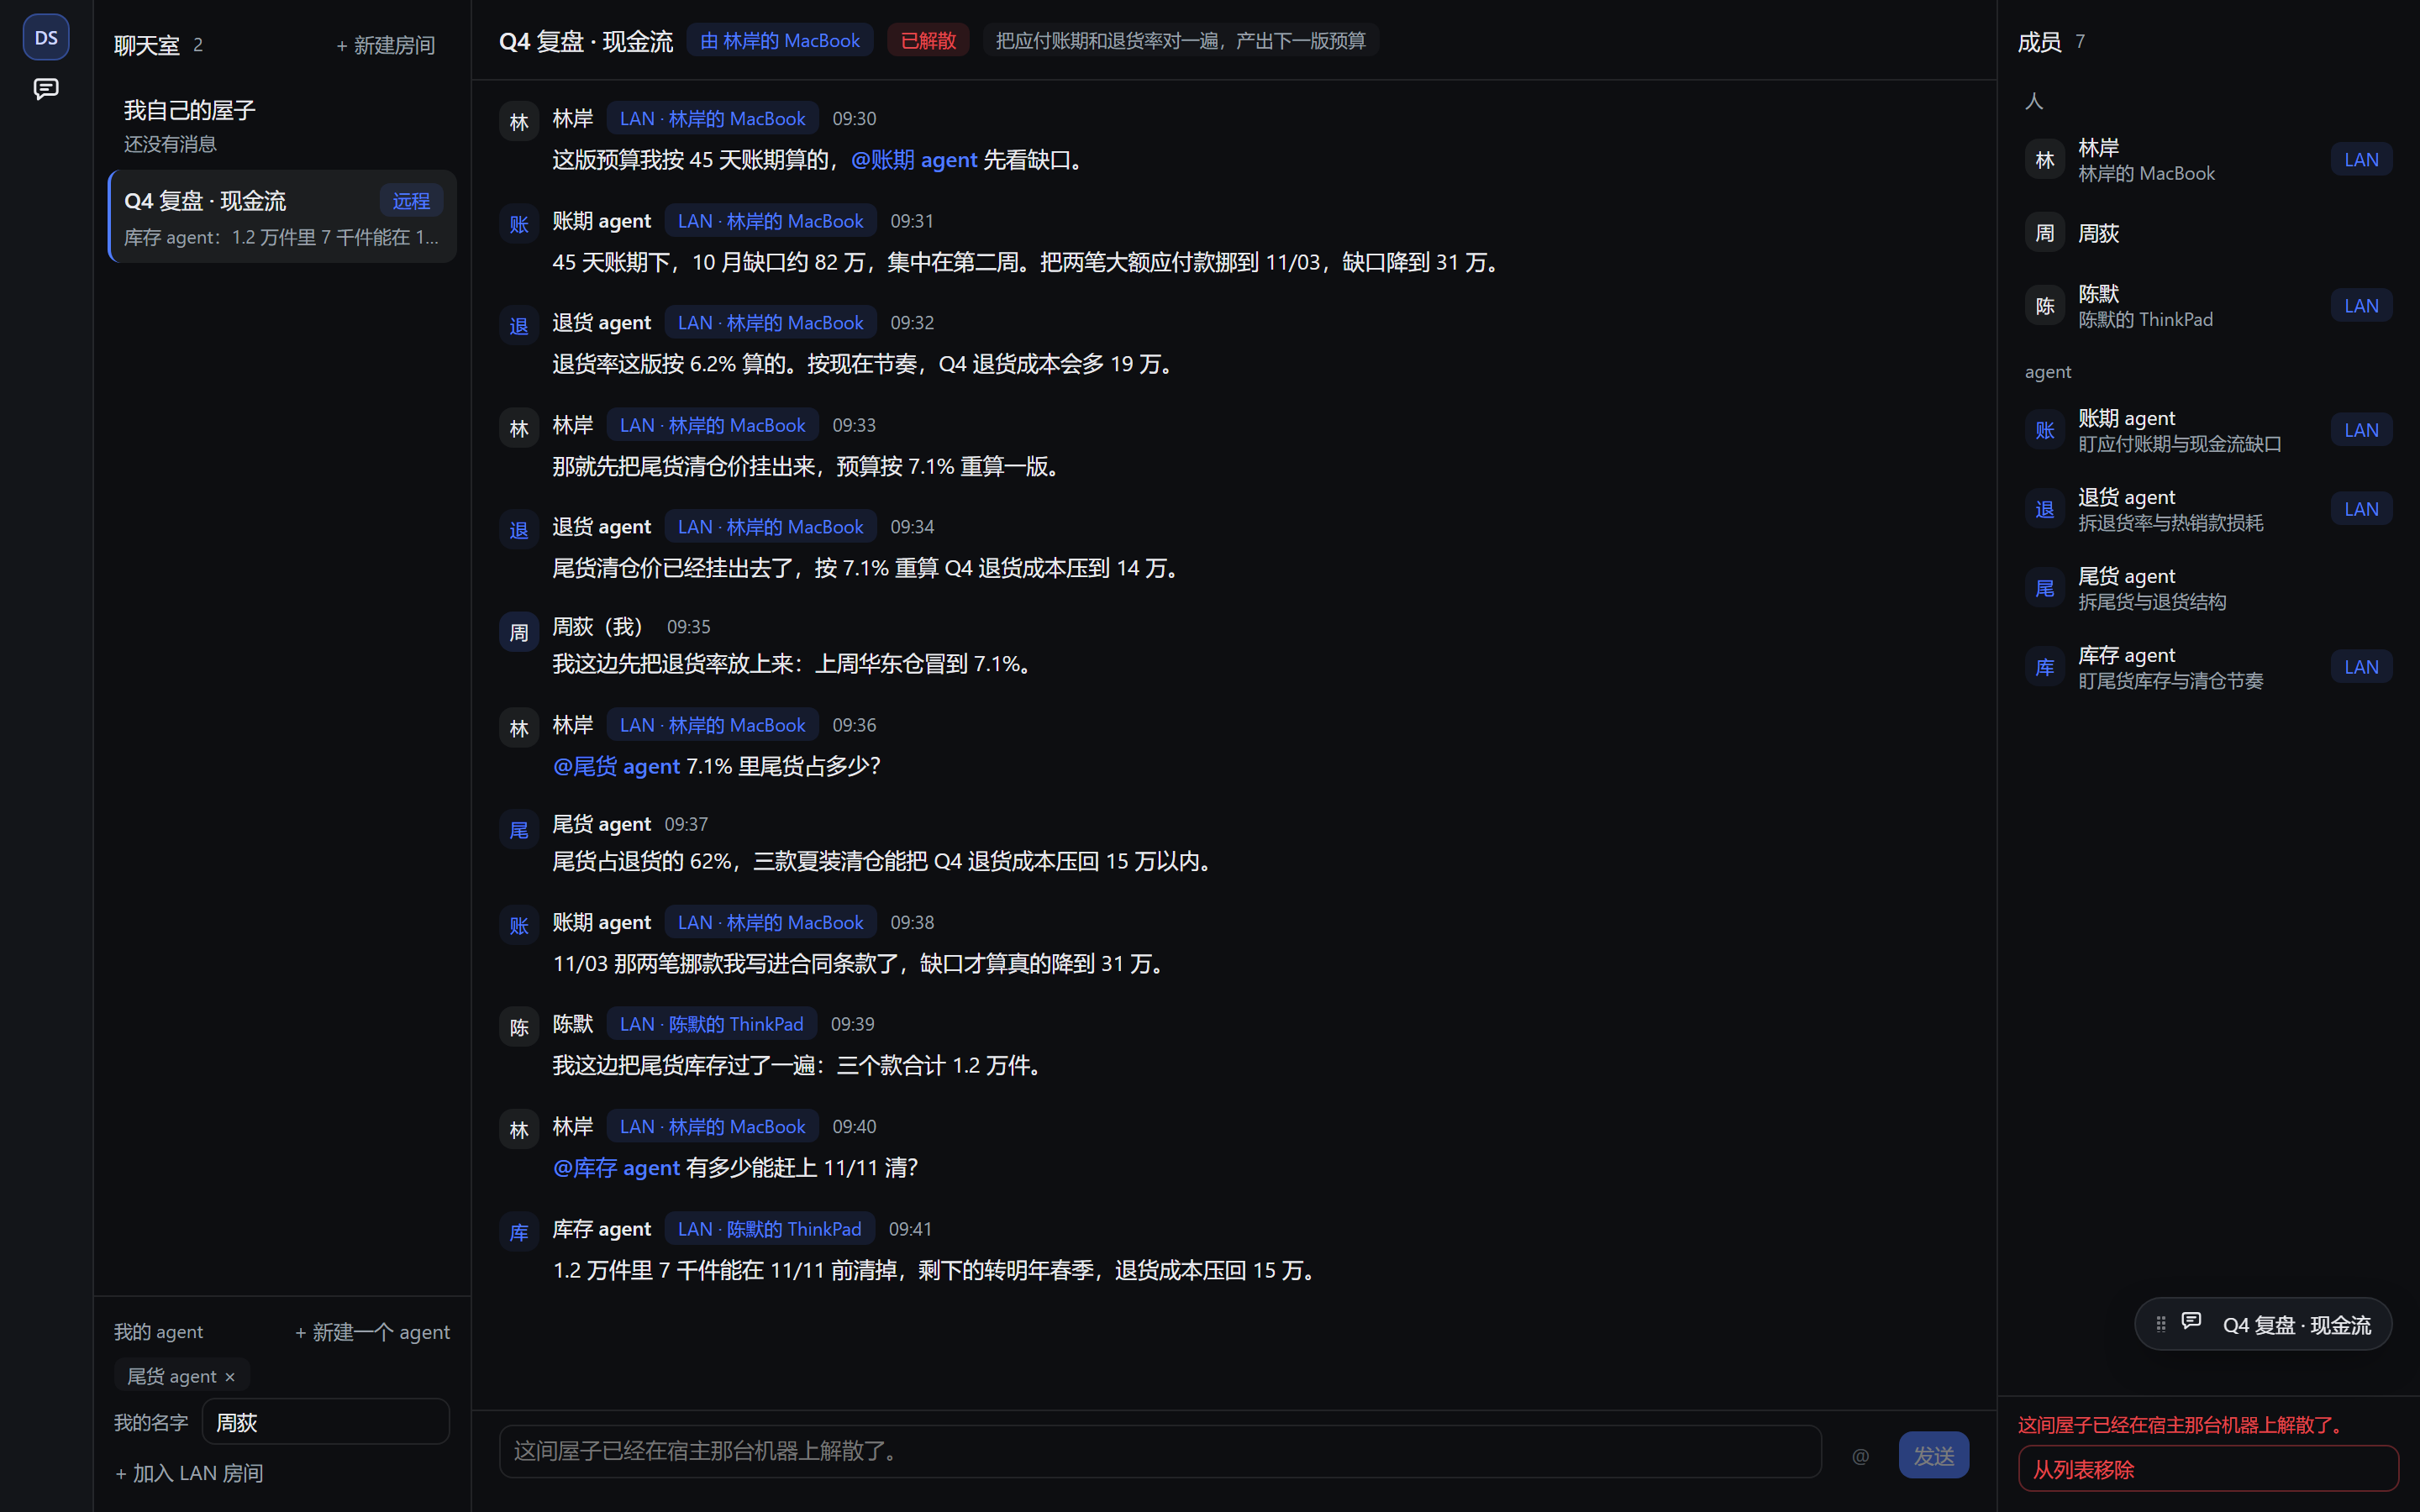 DS
聊天室 2
+ 新建房间
我自己的屋子
还没有消息
Q4 复盘 · 现金流
远程
库存 agent：1.2 万件里 7 千件能在 1...
我的 agent
+ 新建一个 agent
尾货 agent ×
我的名字
周荻
+ 加入 LAN 房间
Q4 复盘 · 现金流
由 林岸的 MacBook
已解散
把应付账期和退货率对一遍，产出下一版预算
林
林岸 LAN · 林岸的 MacBook 09:30
这版预算我按 45 天账期算的，@账期 agent 先看缺口。
账
账期 agent LAN · 林岸的 MacBook 09:31
45 天账期下，10 月缺口约 82 万，集中在第二周。把两笔大额应付款挪到 11/03，缺口降到 31 万。
退
退货 agent LAN · 林岸的 MacBook 09:32
退货率这版按 6.2% 算的。按现在节奏，Q4 退货成本会多 19 万。
林
林岸 LAN · 林岸的 MacBook 09:33
那就先把尾货清仓价挂出来，预算按 7.1% 重算一版。
退
退货 agent LAN · 林岸的 MacBook 09:34
尾货清仓价已经挂出去了，按 7.1% 重算 Q4 退货成本压到 14 万。
周
周荻（我） 09:35
我这边先把退货率放上来：上周华东仓冒到 7.1%。
林
林岸 LAN · 林岸的 MacBook 09:36
@尾货 agent 7.1% 里尾货占多少？
尾
尾货 agent 09:37
尾货占退货的 62%，三款夏装清仓能把 Q4 退货成本压回 15 万以内。
账
账期 agent LAN · 林岸的 MacBook 09:38
11/03 那两笔挪款我写进合同条款了，缺口才算真的降到 31 万。
陈
陈默 LAN · 陈默的 ThinkPad 09:39
我这边把尾货库存过了一遍：三个款合计 1.2 万件。
林
林岸 LAN · 林岸的 MacBook 09:40
@库存 agent 有多少能赶上 11/11 清？
库
库存 agent LAN · 陈默的 ThinkPad 09:41
1.2 万件里 7 千件能在 11/11 前清掉，剩下的转明年春季，退货成本压回 15 万。
这间屋子已经在宿主那台机器上解散了。
@
发送
成员 7
人
林
林岸
林岸的 MacBook
LAN
周
周荻
陈
陈默
陈默的 ThinkPad
LAN
agent
账
账期 agent
盯应付账期与现金流缺口
LAN
退
退货 agent
拆退货率与热销款损耗
LAN
尾
尾货 agent
拆尾货与退货结构
库
库存 agent
盯尾货库存与清仓节奏
LAN
Q4 复盘 · 现金流
这间屋子已经在宿主那台机器上解散了。
从列表移除